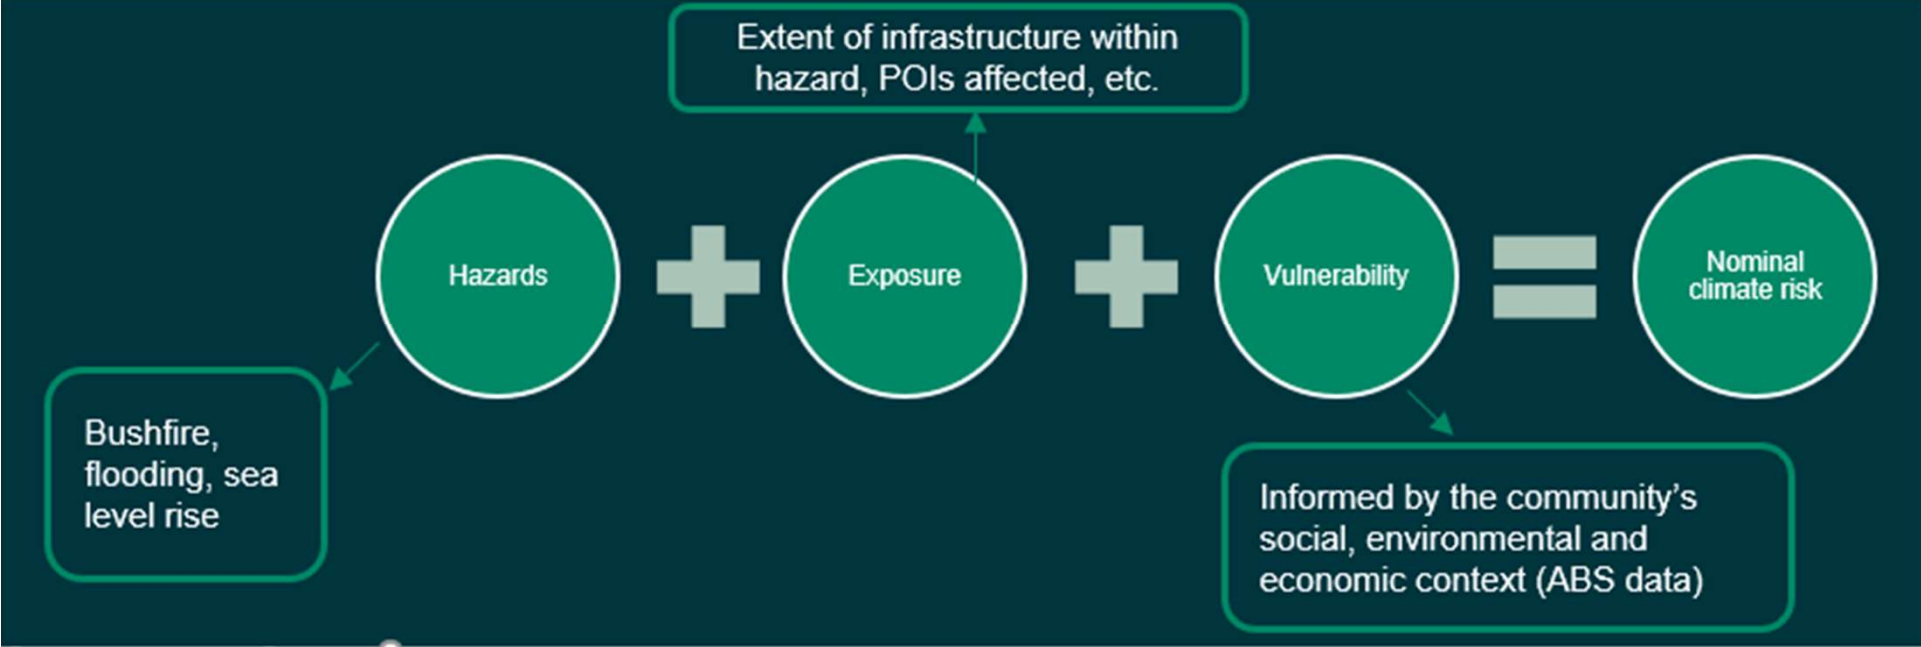 Extent of infrastructure within
hazard, POIs affected, etc.
Hazards
Exposure
Vulnerability
Nominal
climate risk
Bushfire,
flooding, sea
level rise
Informed by the community’s
social, environmental and
economic context (ABS data)